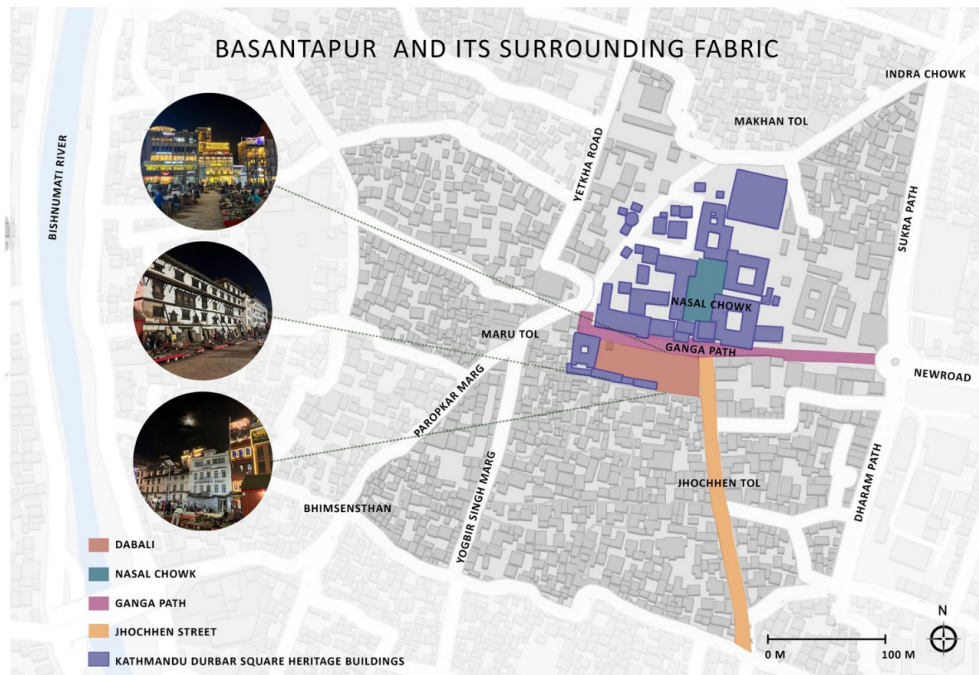 BASANTAPUR AND ITS SURROUNDING FABRIC
INDRA CHOWK
MAKHAN TOL
YETKHA ROAD
BISHNUMATI RIVER
SUKRA PATH
NASAL CHOWK
MARU TOL
GANGA PATH
NEWROAD
PAROPKAR MARG
YOGBIR SINGH MARG
JHOCHHEN TOL
DHARAM PATH
BHIMSENSTHAN
DABALI
NASAL CHOWK
GANGA PATH
JHOCHHEN STREET
KATHMANDU DURBAR SQUARE HERITAGE BUILDINGS
N
0 M 100 M